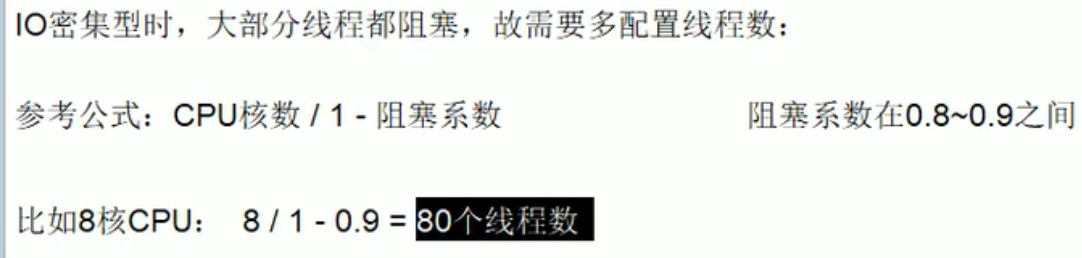 IO密集型时，大部分线程都阻塞，故需要多配置线程数：
参考公式：CPU核数 / 1 - 阻塞系数 阻塞系数在0.8~0.9之间
比如8核CPU： 8 / 1 - 0.9 = 80个线程数